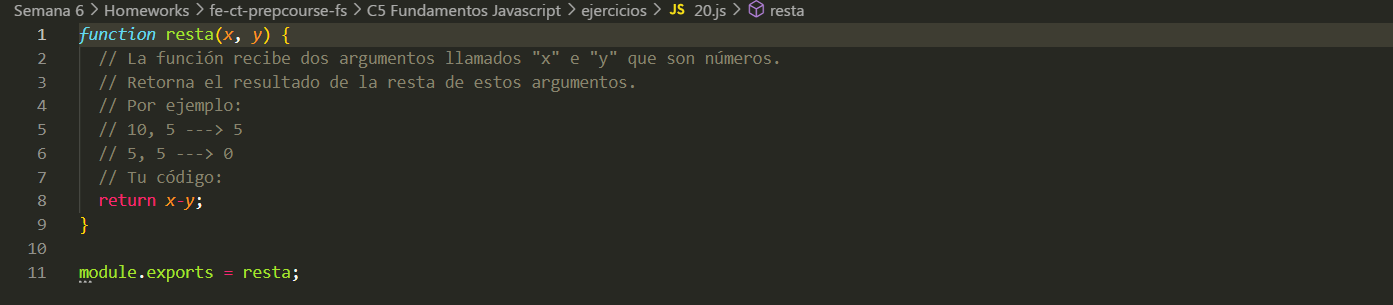 Semana 6 > Homeworks > fe-ct-prepcourse-fs > C5 Fundamentos Javascript > ejercicios > JS 20.js > resta
1 function resta(x, y) {
2 // La función recibe dos argumentos llamados "x" e "y" que son números.
3 // Retorna el resultado de la resta de estos argumentos.
4 // Por ejemplo:
5 // 10, 5 ---> 5
6 // 5, 5 ---> 0
7 // Tu código:
8 return x-y;
9 }
10
11 module.exports = resta;